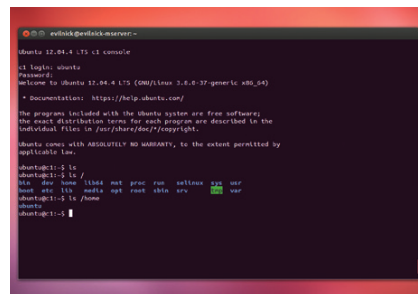 evilnick@evilnick-mserver: ~
Ubuntu 12.04.4 LTS c1 console
c1 login: ubuntu
Password:
Welcome to Ubuntu 12.04.4 LTS (GNU/Linux 3.8.0-37-generic x86_64)
* Documentation:  https://help.ubuntu.com/
The programs included with the Ubuntu system are free software;
the exact distribution terms for each program are described in the
individual files in /usr/share/doc/*/copyright.
Ubuntu comes with ABSOLUTELY NO WARRANTY, to the extent permitted by
applicable law.
ubuntu@c1:~$ ls
ubuntu@c1:~$ ls /
bin dev home lib64 mnt proc run selinux sys usr
boot etc lib media opt root sbin srv tmp var
ubuntu@c1:~$ ls /home
ubuntu
ubuntu@c1:~$